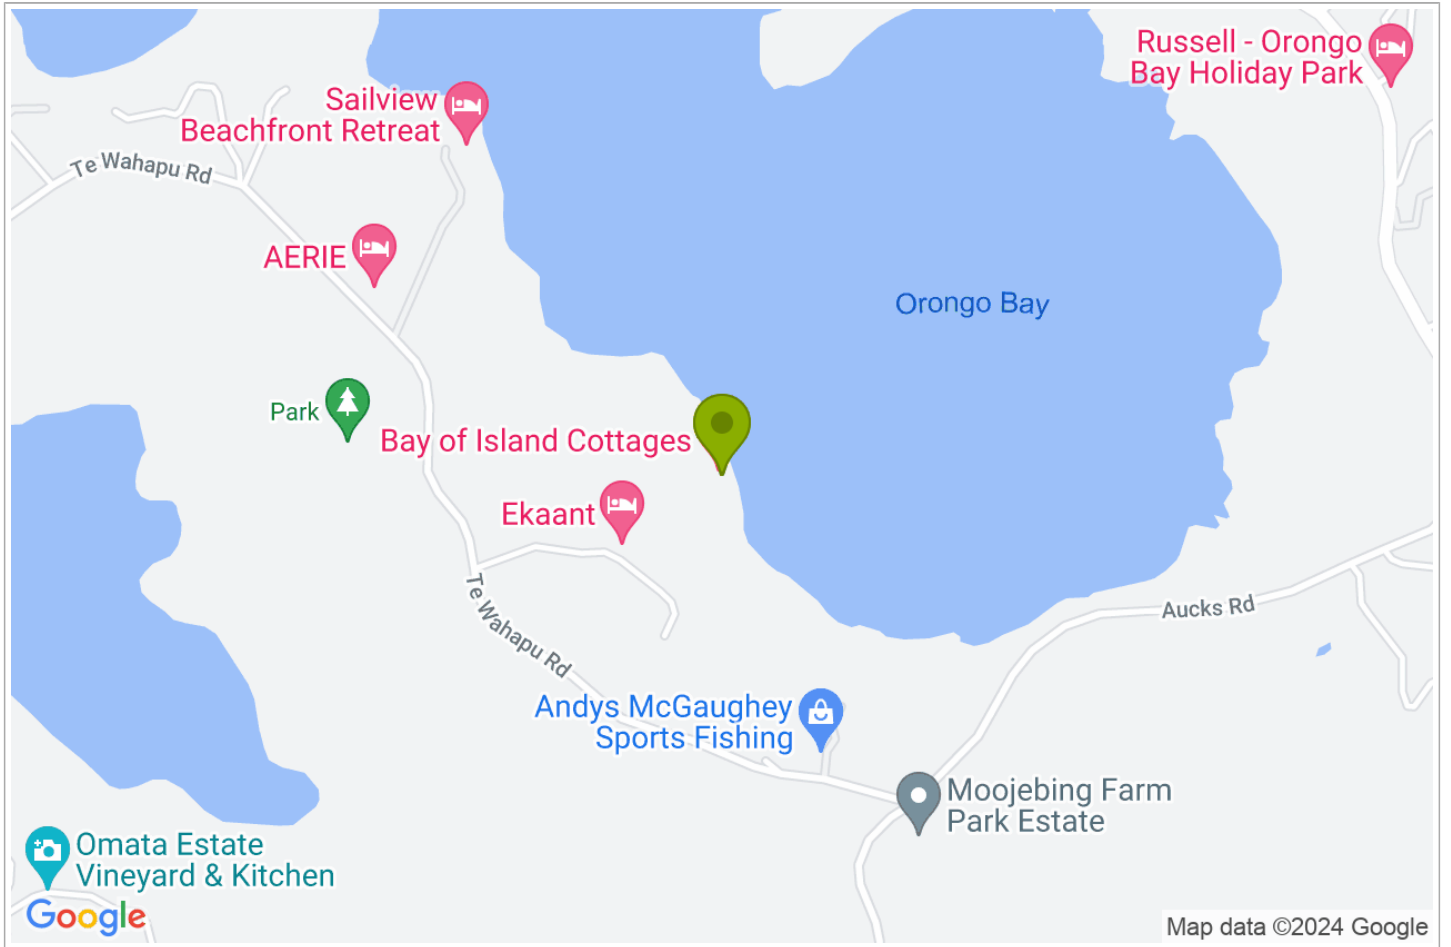 Russell - Orongo
Bay Holiday Park
Sailview
Beachfront Retreat
Te Wahapu Rd
AERIE
Orongo Bay
Park
Bay of Island Cottages
Ekaant
Te Wahapu Rd
Aucks Rd
Andys McGaughey
Sports Fishing
Moojebing Farm
Park Estate
Omata Estate
Vineyard & Kitchen
Google
Map data ©2024 Google